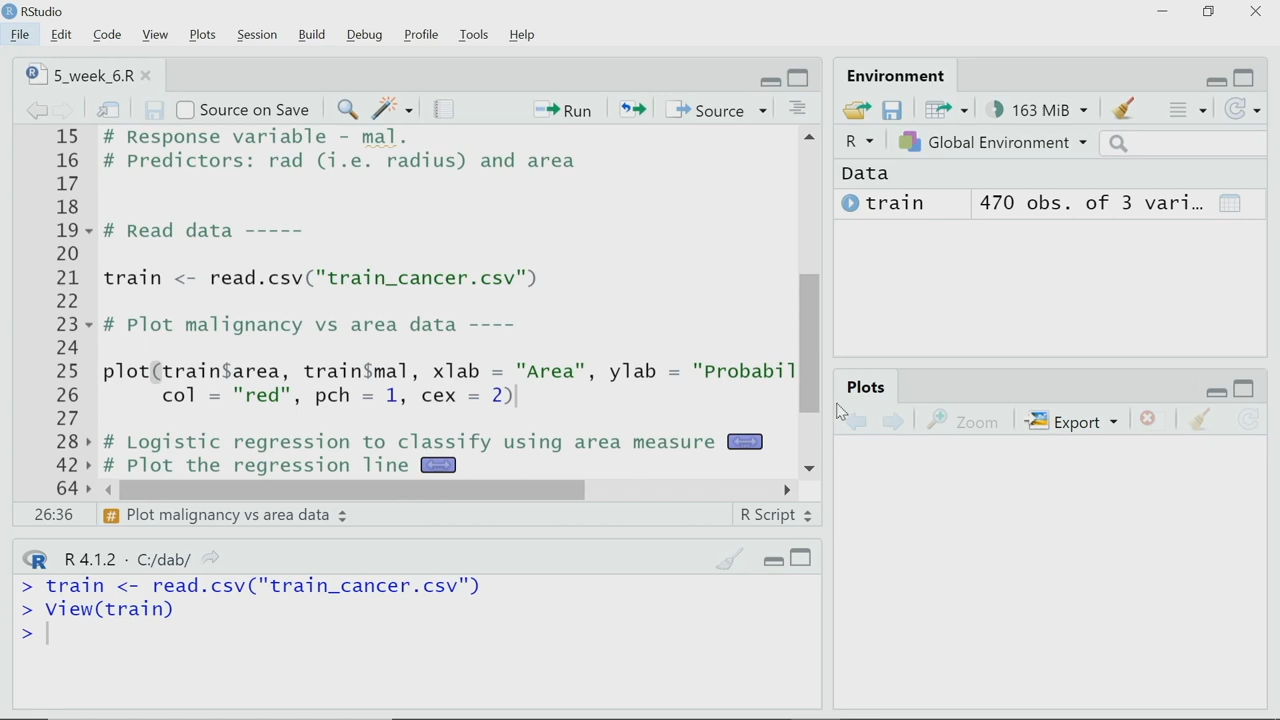 RStudio
File Edit Code View Plots Session Build Debug Profile Tools Help
5_week_6.R
Source on Save Run Source
15 # Response variable - mal.
16 # Predictors: rad (i.e. radius) and area
17
18
19 # Read data -----
20
21 train <- read.csv("train_cancer.csv")
22
23 # Plot malignancy vs area data ----
24
25 plot(train$area, train$mal, xlab = "Area", ylab = "Probabil
26 col = "red", pch = 1, cex = 2)
27
28 # Logistic regression to classify using area measure
42 # Plot the regression line
64
26:36 # Plot malignancy vs area data R Script
R 4.1.2 · C:/dab/
> train <- read.csv("train_cancer.csv")
> View(train)
>
Environment
163 MiB
R Global Environment
Data
train 470 obs. of 3 vari…
Plots
Zoom Export